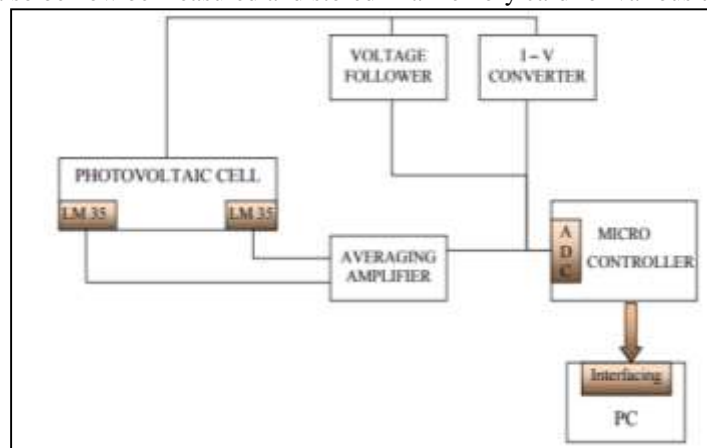 VOLTAGE
FOLLOWER
I – V
CONVERTER
PHOTOVOLTAIC CELL
LM 35
LM 35
AVERAGING
AMPLIFIER
A
D
C
MICRO
CONTROLLER
Interfacing
PC